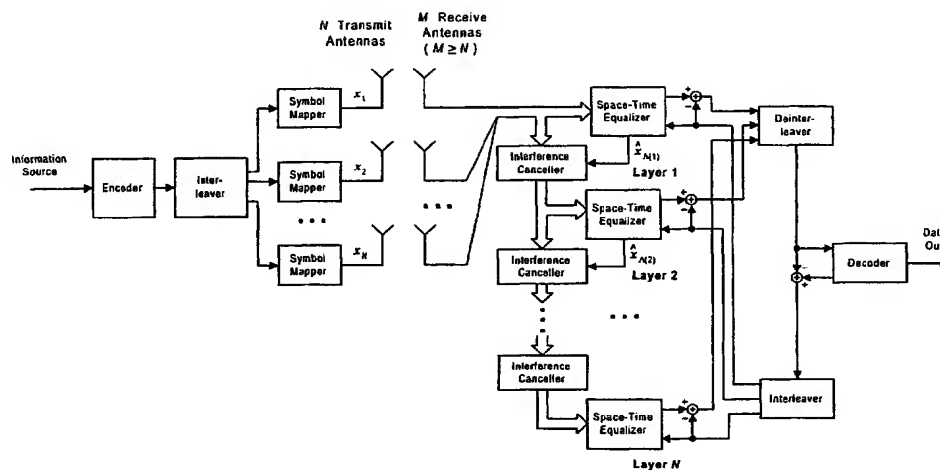 N Transmit
Antennas
M Receive
Antennas
( M ≥ N )
Information
Source
Encoder
Inter-
leaver
Symbol
Mapper
x1
Symbol
Mapper
x2
Symbol
Mapper
xN
Space-Time
Equalizer
x̂Λ(1)
Layer 1
Interference
Canceller
Space-Time
Equalizer
x̂Λ(2)
Layer 2
Interference
Canceller
Interference
Canceller
Space-Time
Equalizer
Layer N
Deinter-
leaver
Decoder
Interleaver